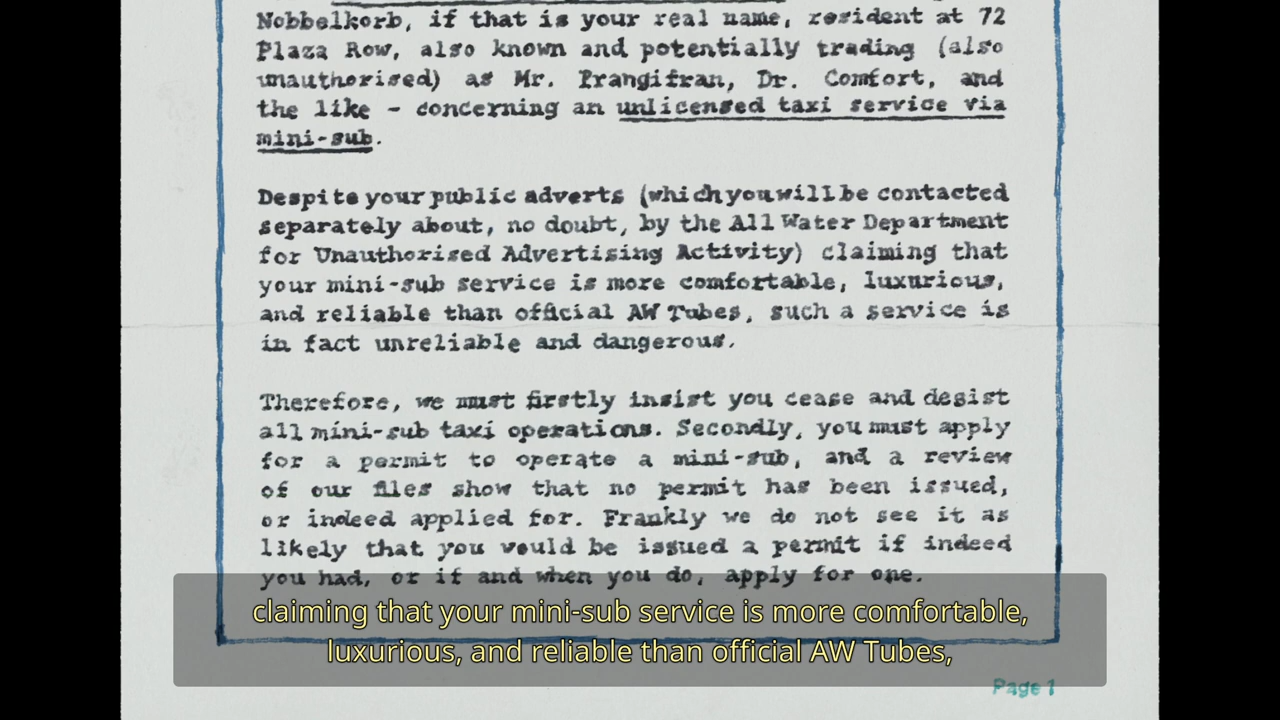 Nobbelkorb, if that is your real name, resident at 72
Plaza Row, also known and potentially trading (also
unauthorised) as Mr. Prangifran, Dr. Comfort, and
the like - concerning an unlicensed taxi service via
mini-sub.
Despite your public adverts (which you will be contacted
separately about, no doubt, by the All Water Department
for Unauthorised Advertising Activity) claiming that
your mini-sub service is more comfortable, luxurious,
and reliable than official AW Tubes, such a service is
in fact unreliable and dangerous.
Therefore, we must firstly insist you cease and desist
all mini-sub taxi operations. Secondly, you must apply
for a permit to operate a mini-sub, and a review
of our files show that no permit has been issued,
or indeed applied for. Frankly we do not see it as
likely that you would be issued a permit if indeed
you had, or if and when you do, apply for one.
claiming that your mini-sub service is more comfortable,
luxurious, and reliable than official AW Tubes,
Page 1